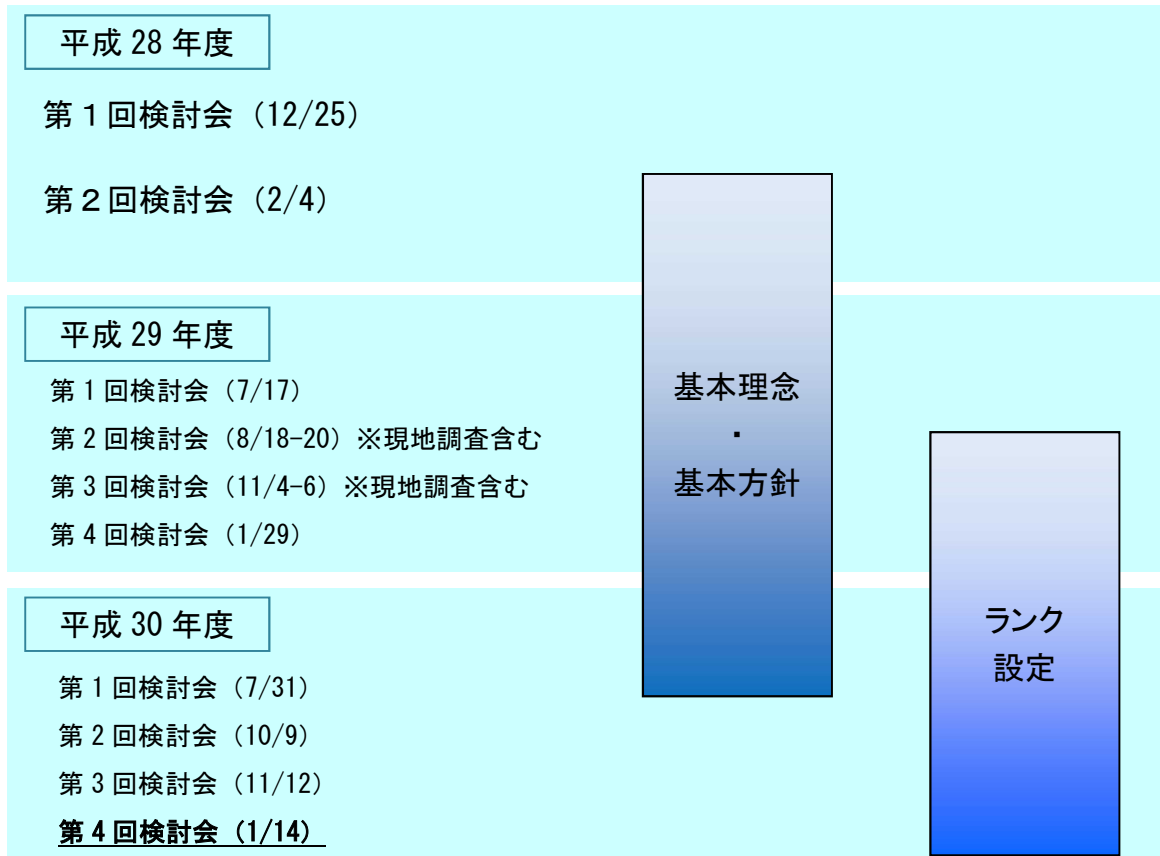 平成 28 年度
第１回検討会（12/25）
第２回検討会（2/4）
平成 29 年度
第 1 回検討会（7/17）
第 2 回検討会（8/18-20）※現地調査含む
第 3 回検討会（11/4-6）※現地調査含む
第 4 回検討会（1/29）
基本理念
・
基本方針
平成 30 年度
第 1 回検討会（7/31）
第 2 回検討会（10/9）
第 3 回検討会（11/12）
第 4 回検討会（1/14）
ランク
設定